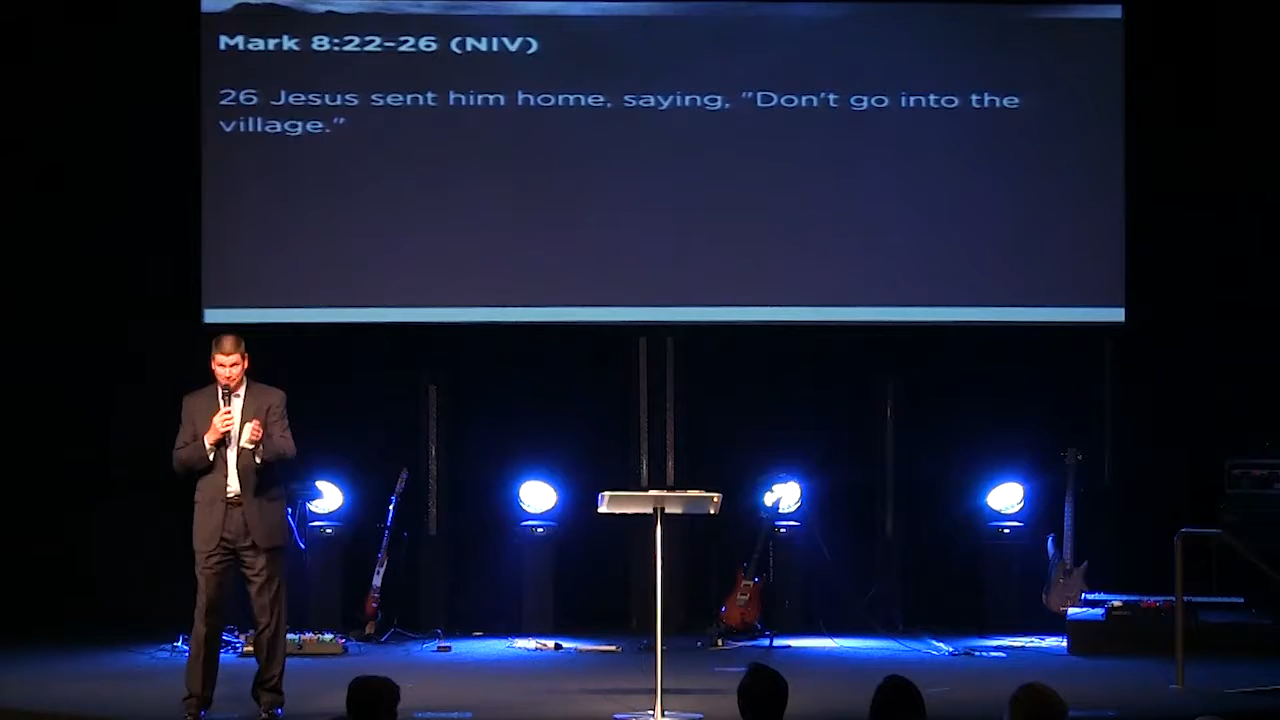 Mark 8:22-26 (NIV)
26 Jesus sent him home, saying, "Don't go into the
village."